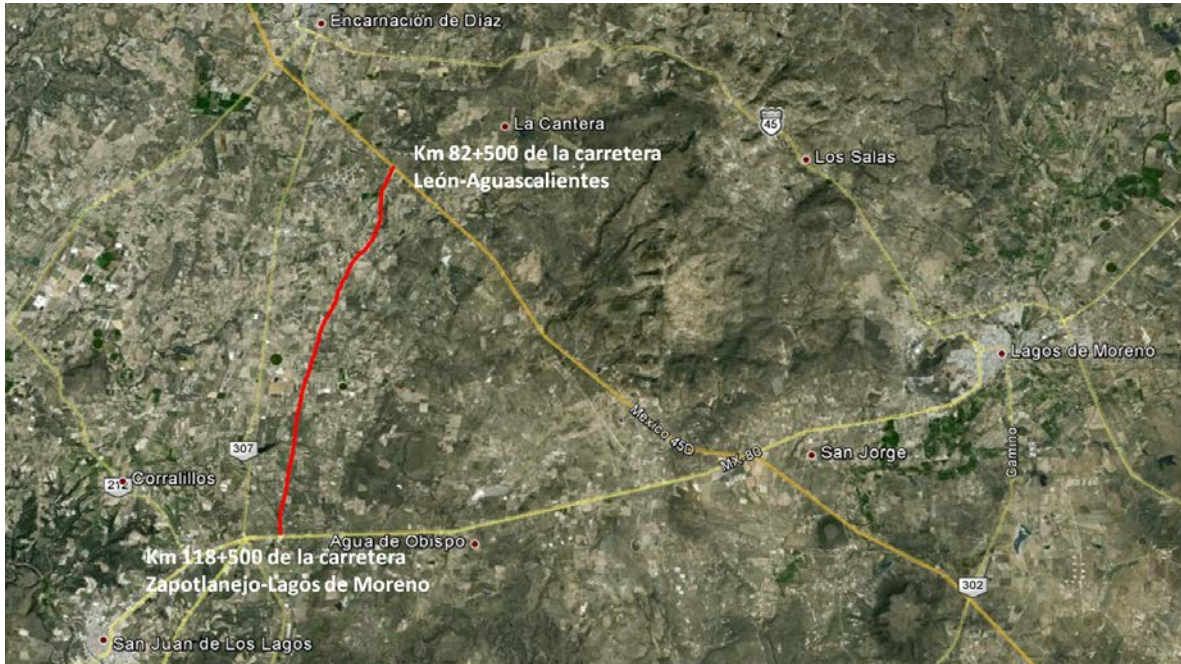 Encarnación de Díaz
La Cantera
45
Km 82+500 de la carretera
León-Aguascalientes
Los Salas
Lagos de Moreno
Mexico 45D
MX-80
San Jorge
Camino
307
212
Corralillos
Agua de Obispo
Km 118+500 de la carretera
Zapotlanejo-Lagos de Moreno
302
San Juan de Los Lagos